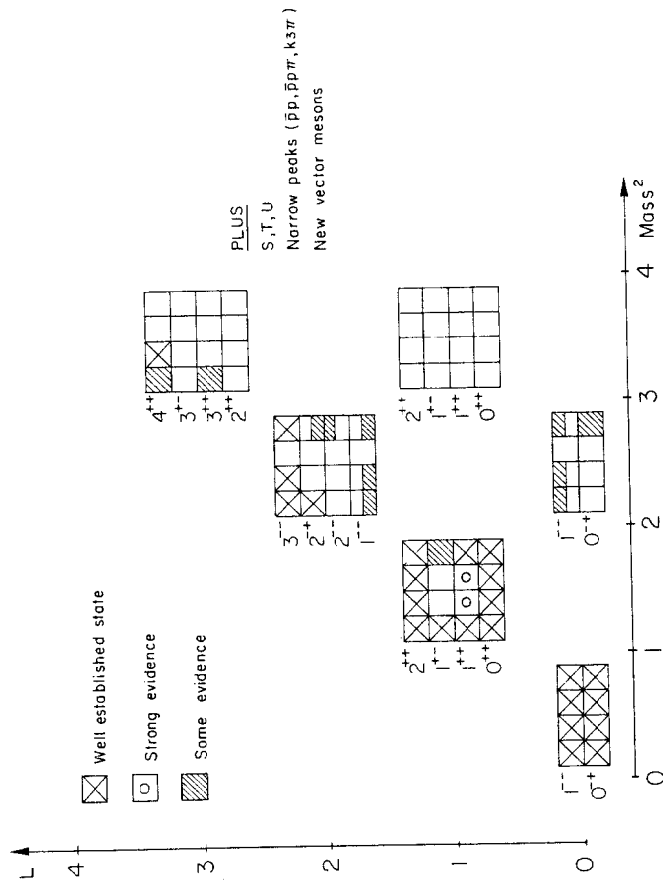 L
4
3
2
1
0
Well established state
O
Strong evidence
Some evidence
4++
3+-
3++
2++
PLUS
S,T,U
Narrow peaks (p̄p, p̄pπ, k3π)
New vector mesons
3--
2-+
2--
1--
2++
1+-
1++
0++
O O
2++
1+-
1++
0++
1--
0-+
1--
0-+
0 1 2 3 4 Mass²